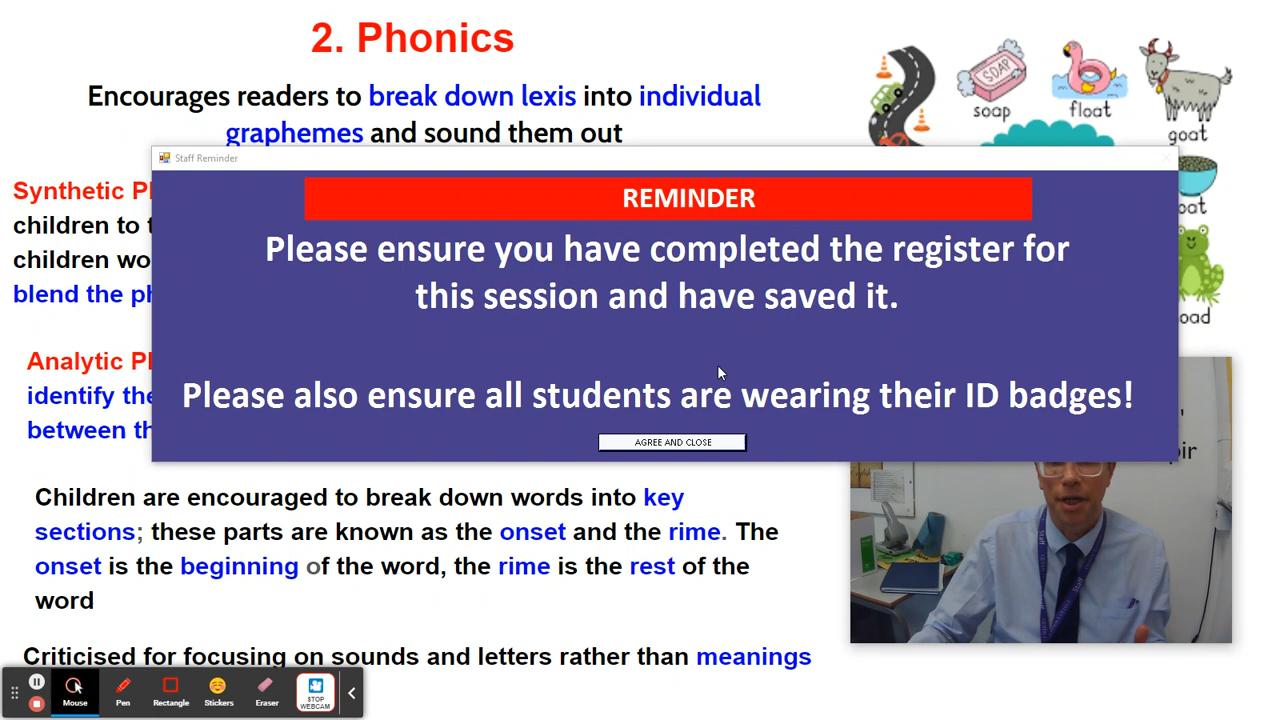 2. Phonics
Encourages readers to break down lexis into individual
graphemes and sound them out
SOAP
soap
float
goat
Staff Reminder
REMINDER
Please ensure you have completed the register for
this session and have saved it.
Please also ensure all students are wearing their ID badges!
AGREE AND CLOSE
Synthetic
children to
children
blend the
Analytic
identify
between
Children are encouraged to break down words into key
sections; these parts are known as the onset and the rime. The
onset is the beginning of the word, the rime is the rest of the
word
Criticised for focusing on sounds and letters rather than meanings
Mouse
Pen
Rectangle
Stickers
Eraser
STOP
WEBCAM